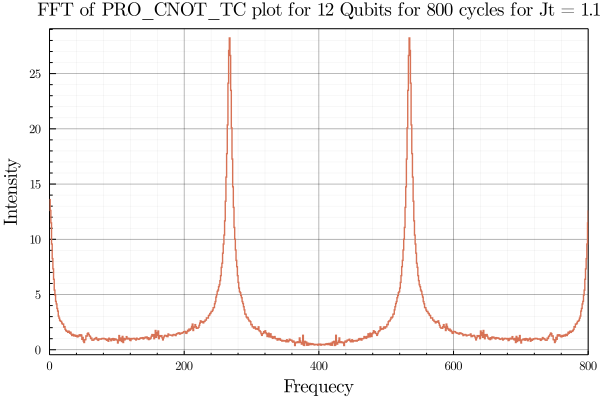 FFT of PRO_CNOT_TC plot for 12 Qubits for 800 cycles for Jt = 1.1
25
20
15
10
5
0
Intensity
0 200 400 600 800
Frequecy